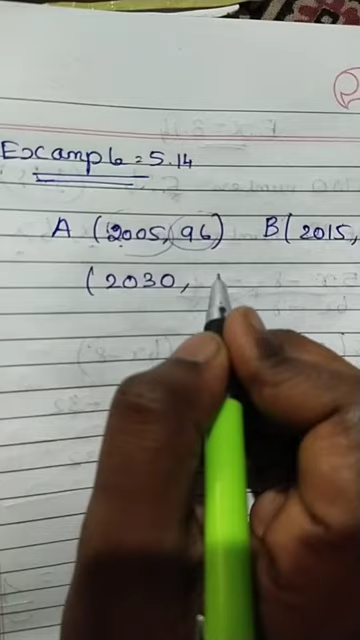 Example = 5.14
A (2005, 96) B(2015,
(2030,